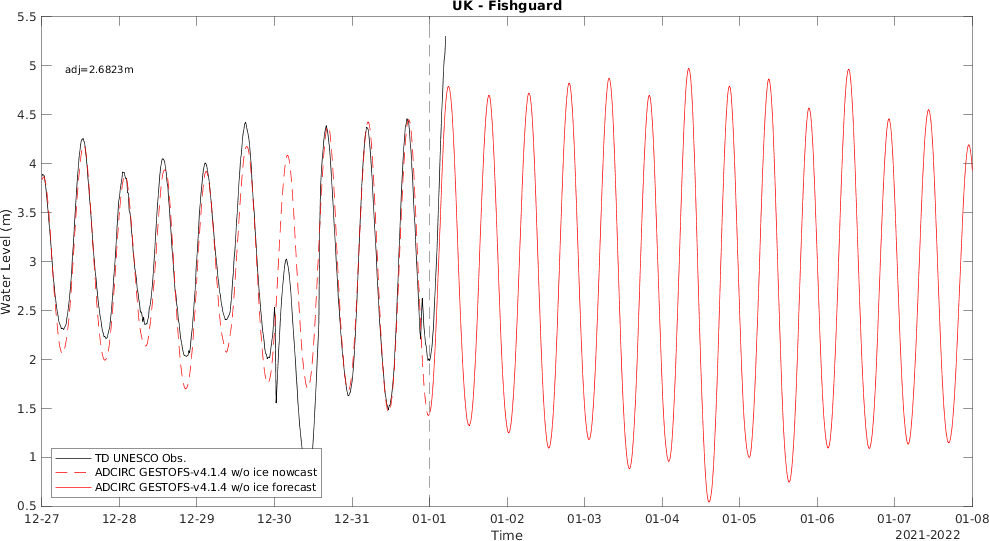 UK - Fishguard
5.5
5
4.5
4
3.5
3
2.5
2
1.5
1
0.5
Water Level (m)
adj=2.6823m
TD UNESCO Obs.
ADCIRC GESTOFS-v4.1.4 w/o ice nowcast
ADCIRC GESTOFS-v4.1.4 w/o ice forecast
12-27 12-28 12-29 12-30 12-31 01-01 01-02 01-03 01-04 01-05 01-06 01-07 01-08
Time
2021-2022